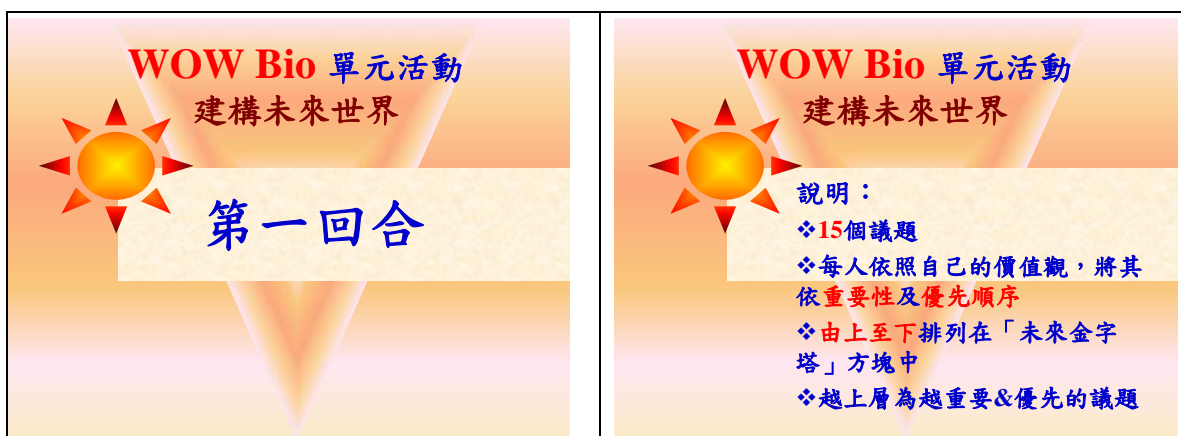 WOW Bio 單元活動
建構未來世界
第一回合
WOW Bio 單元活動
建構未來世界
說明：
❖15個議題
❖每人依照自己的價值觀，將其
依重要性及優先順序
❖由上至下排列在「未來金字
塔」方塊中
❖越上層為越重要&優先的議題